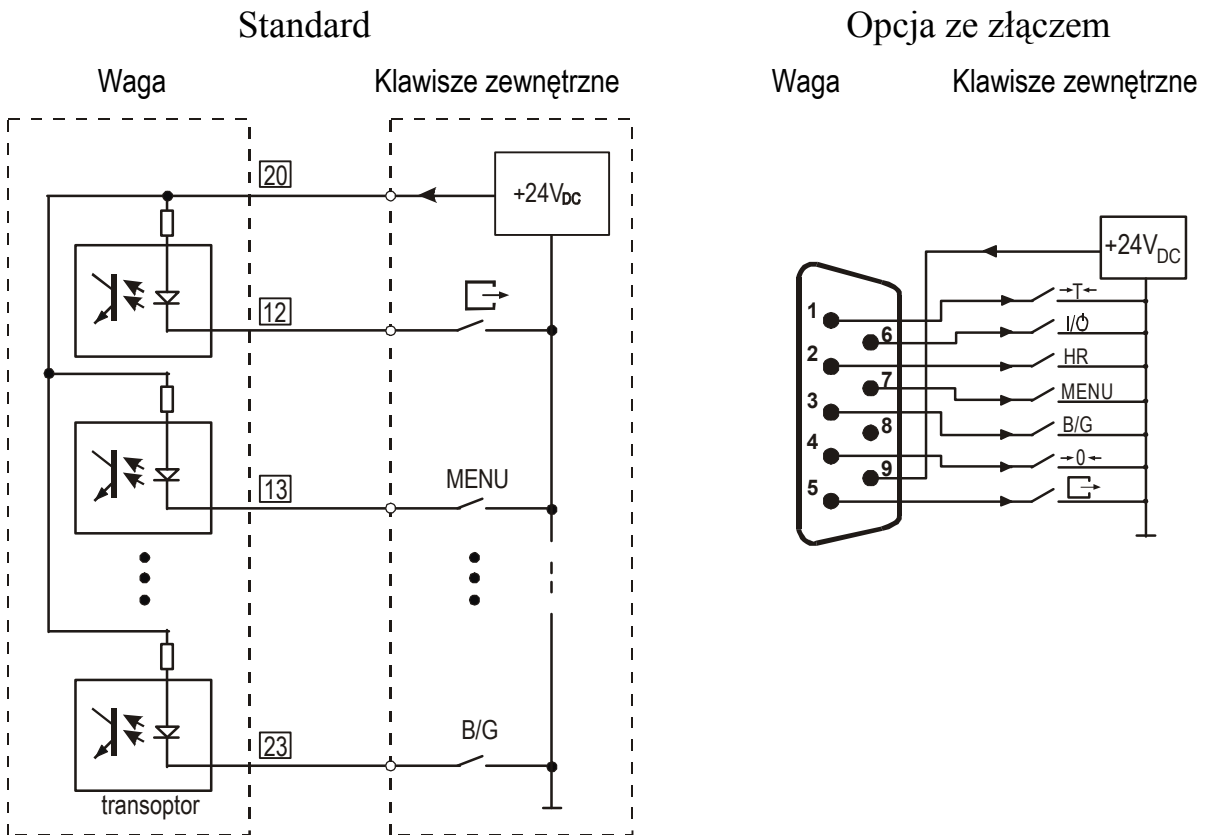 Standard
Waga
Klawisze zewnętrzne
20
+24VDC
12
13
MENU
23
B/G
transoptor
Opcja ze złączem
Waga
Klawisze zewnętrzne
+24VDC
1
→T←
6
I/⏻
2
HR
7
MENU
3
B/G
8
4
→0←
9
5